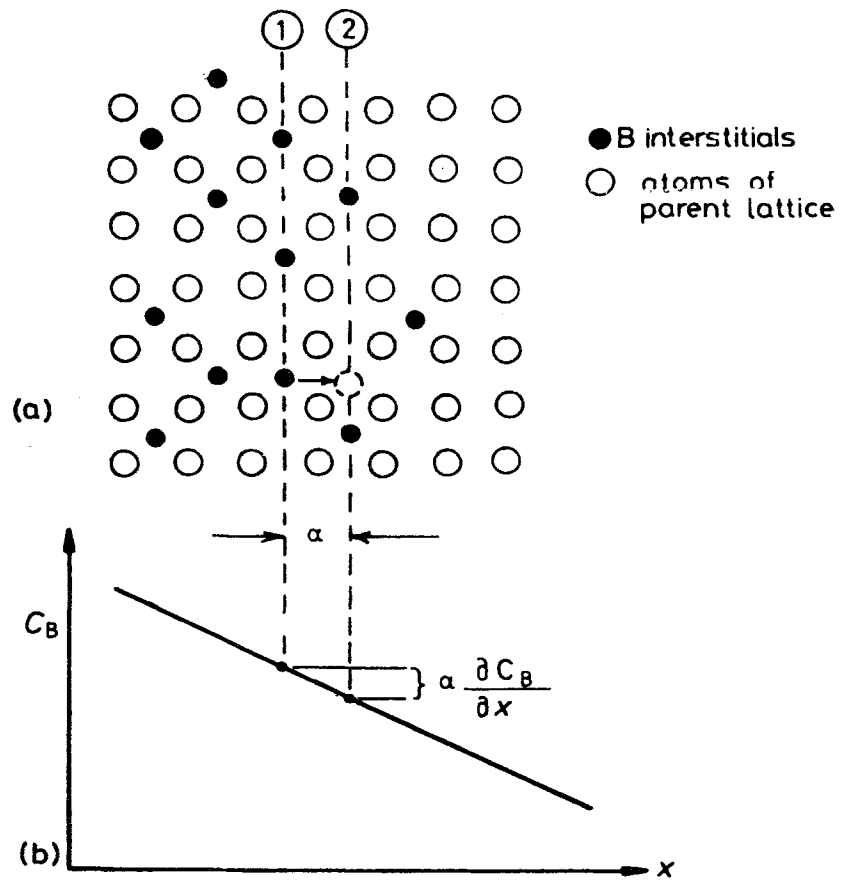 1 2
B interstitials
atoms of
parent lattice
(a)
α
C_B
α ∂C_B
∂x
(b)
x